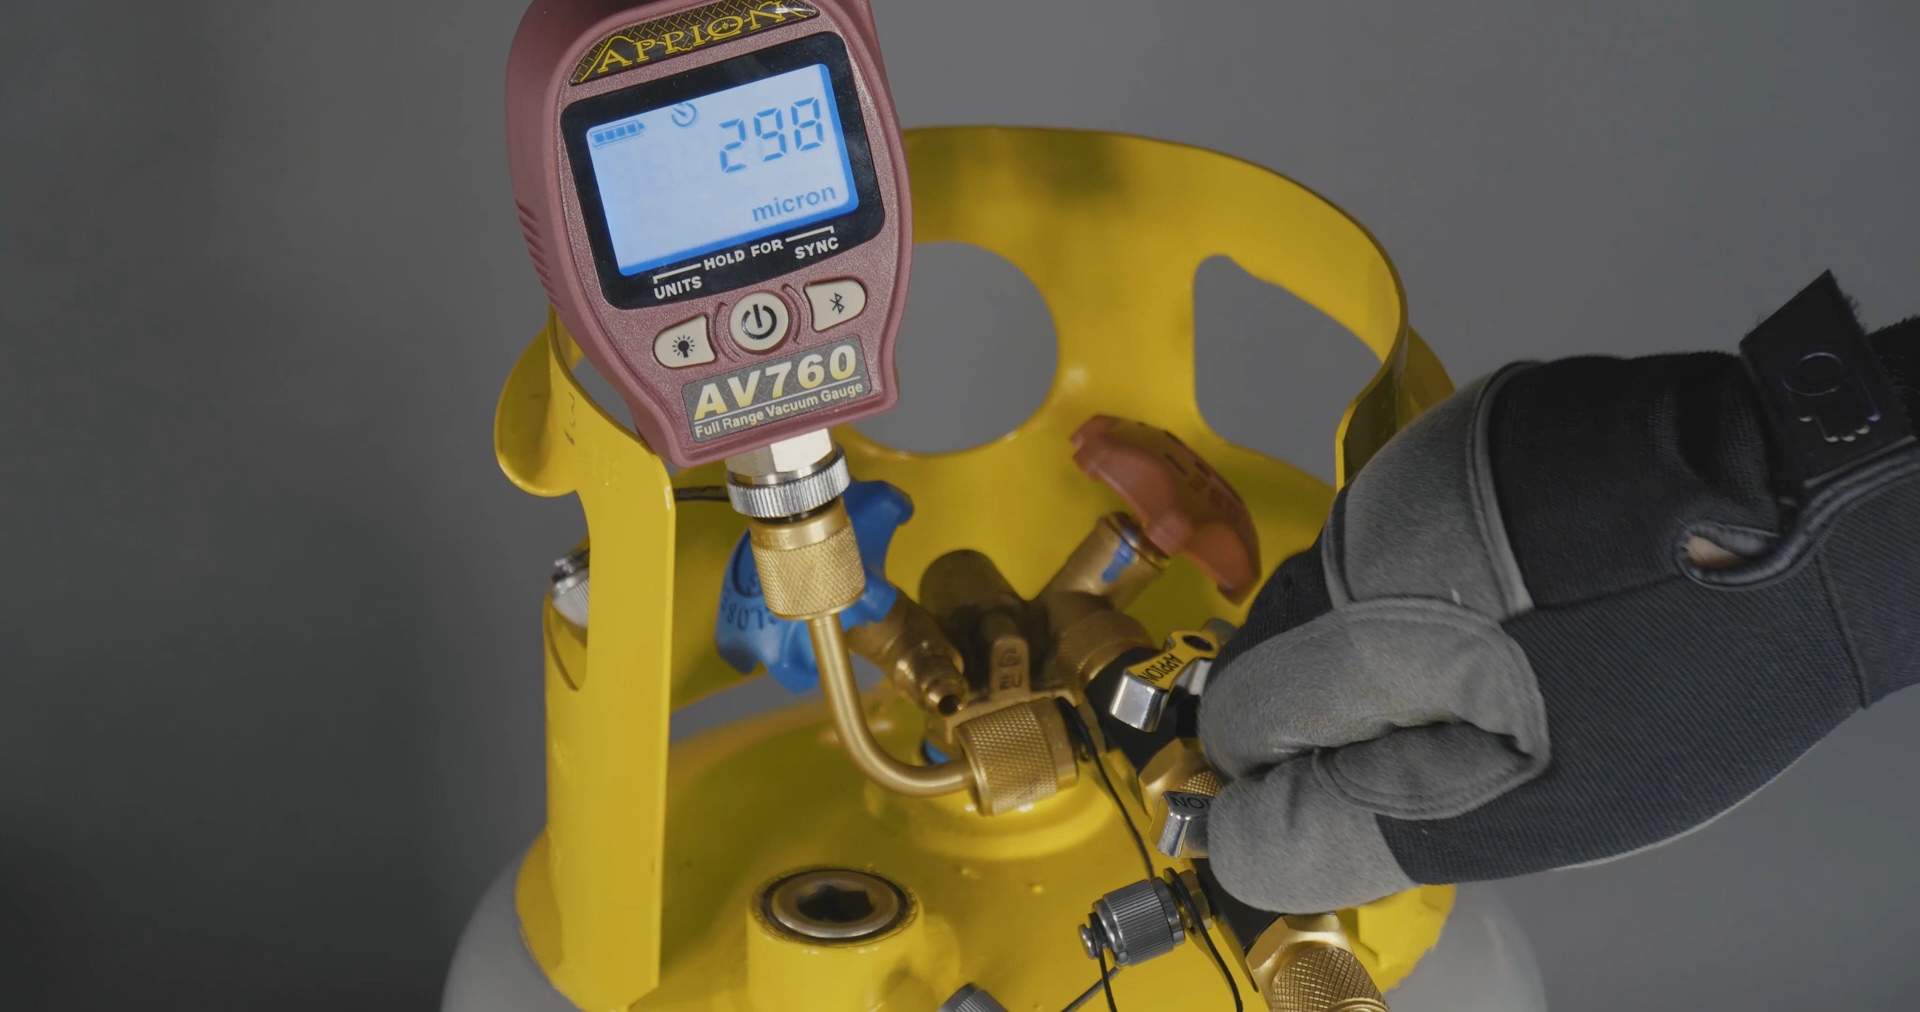 APPION
298
micron
HOLD FOR
UNITS
SYNC
AV760
Full Range Vacuum Gauge
APPION